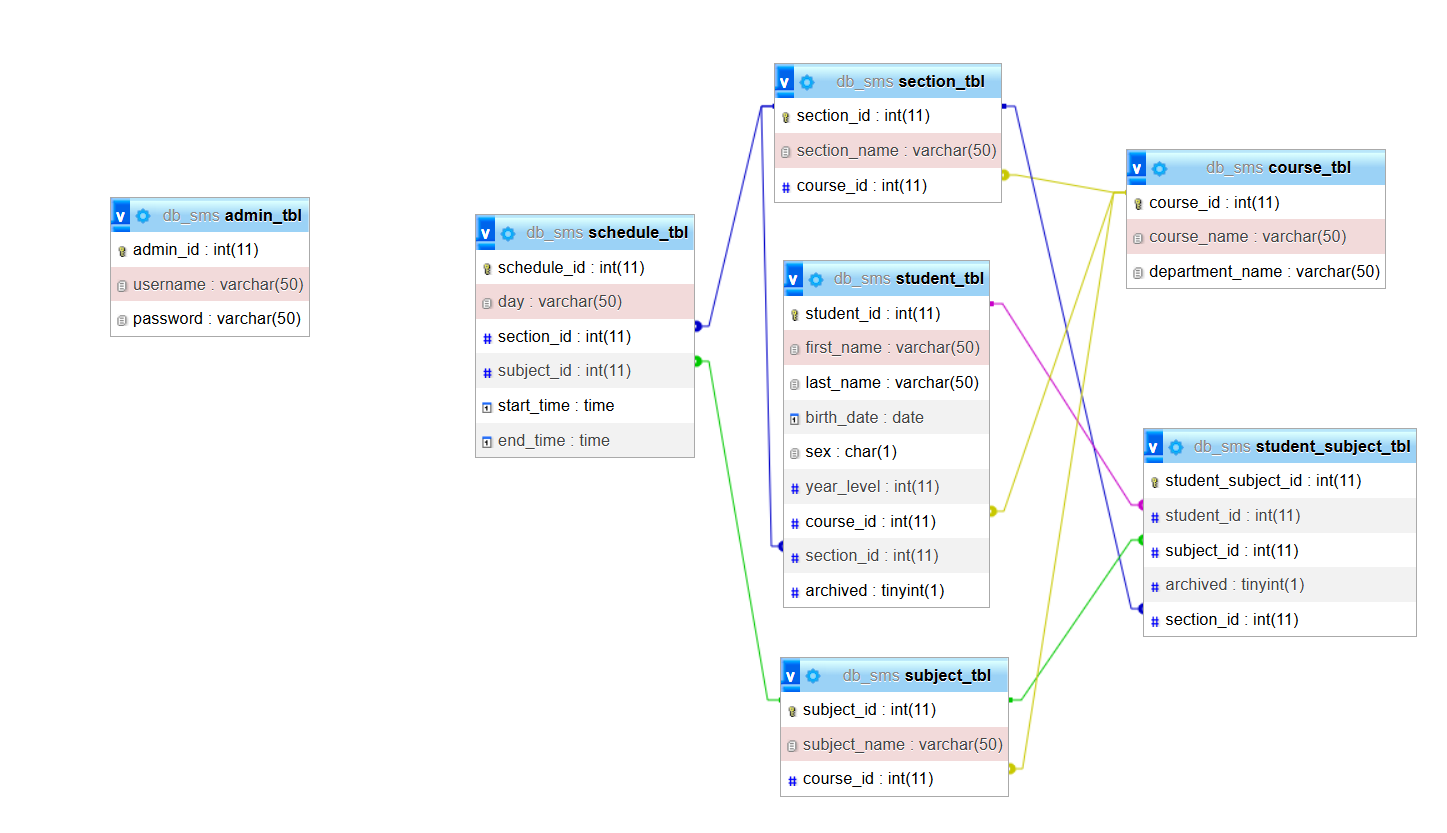 v db_sms admin_tbl
admin_id : int(11)
username : varchar(50)
password : varchar(50)
v db_sms schedule_tbl
schedule_id : int(11)
day : varchar(50)
# section_id : int(11)
# subject_id : int(11)
start_time : time
end_time : time
v db_sms section_tbl
section_id : int(11)
section_name : varchar(50)
# course_id : int(11)
v db_sms student_tbl
student_id : int(11)
first_name : varchar(50)
last_name : varchar(50)
birth_date : date
sex : char(1)
# year_level : int(11)
# course_id : int(11)
# section_id : int(11)
# archived : tinyint(1)
v db_sms subject_tbl
subject_id : int(11)
subject_name : varchar(50)
# course_id : int(11)
v db_sms course_tbl
course_id : int(11)
course_name : varchar(50)
department_name : varchar(50)
v db_sms student_subject_tbl
student_subject_id : int(11)
# student_id : int(11)
# subject_id : int(11)
# archived : tinyint(1)
# section_id : int(11)